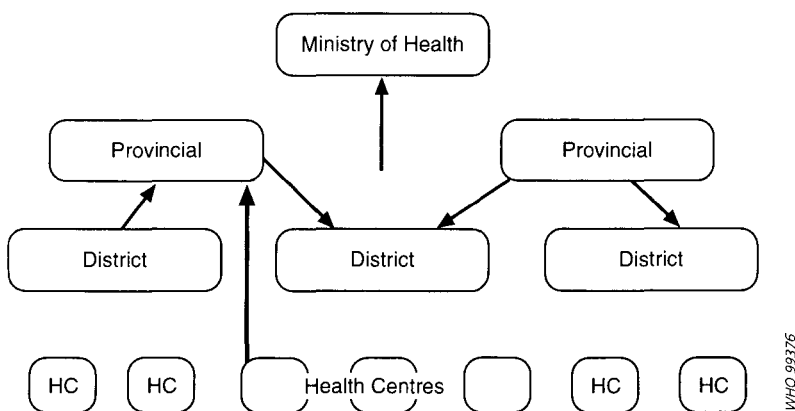 Ministry of Health
Provincial
Provincial
District
District
District
HC
HC
Health Centres
HC
HC
WHO 99376